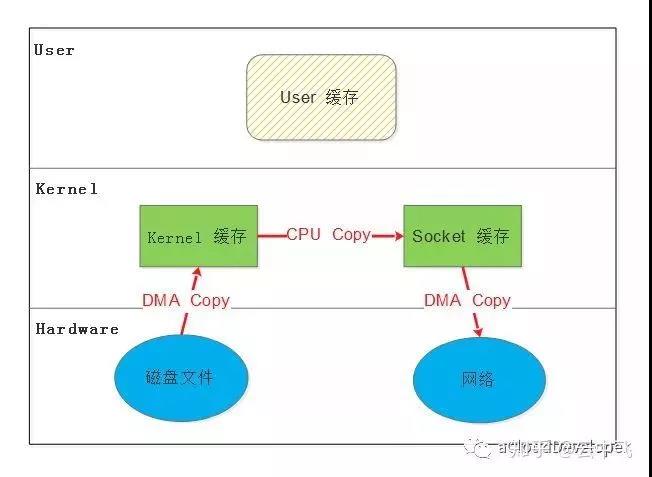 User
User 缓存
Kernel
Kernel 缓存
CPU Copy
Socket 缓存
DMA Copy
DMA Copy
Hardware
磁盘文件
网络